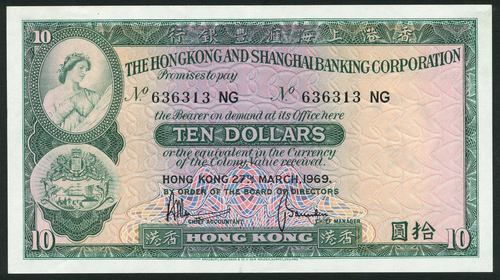 行銀豐滙海上港香
10
THE HONGKONG AND SHANGHAI BANKING CORPORATION
Promises to pay
No 636313 NG No 636313 NG
the Bearer on demand at its Office here
TEN DOLLARS
or the equivalent in the Currency
of the Colony, Value received.
HONG KONG 27TH MARCH, 1969.
BY ORDER OF THE BOARD OF DIRECTORS
CHIEF ACCOUNTANT CHIEF MANAGER
圓拾
10 港香 HONG KONG 港香 10